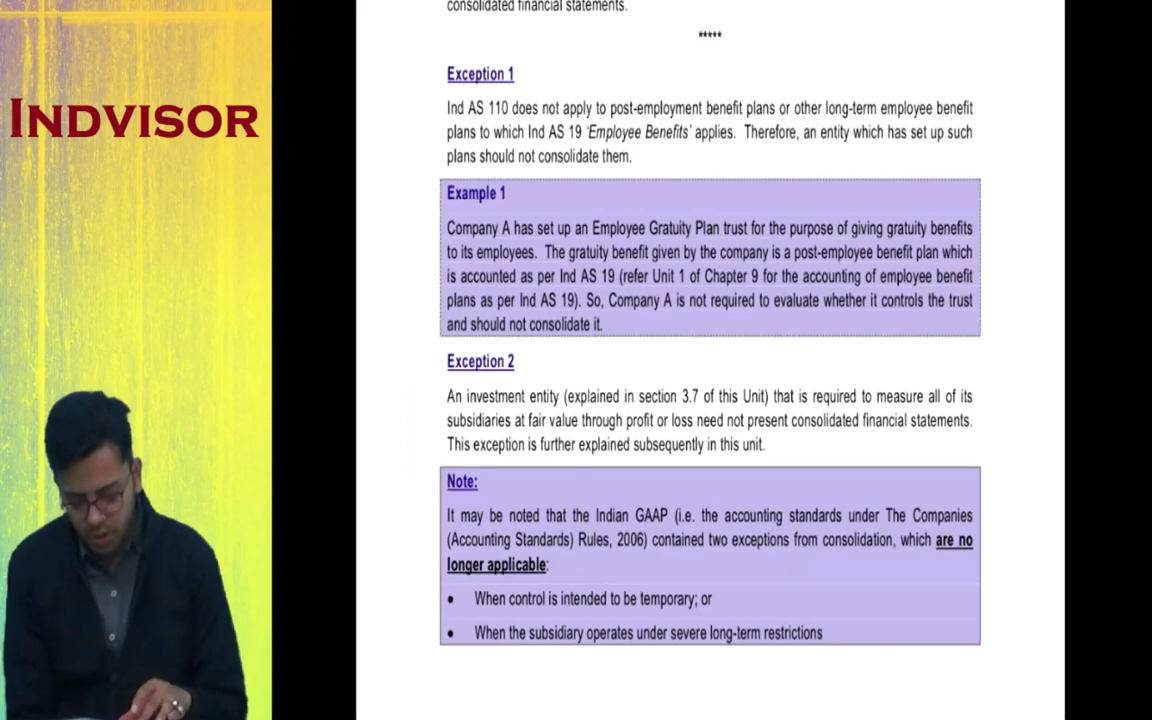 INDVISOR
consolidated financial statements.
*****
Exception 1
Ind AS 110 does not apply to post-employment benefit plans or other long-term employee benefit
plans to which Ind AS 19 ‘Employee Benefits’ applies. Therefore, an entity which has set up such
plans should not consolidate them.
Example 1
Company A has set up an Employee Gratuity Plan trust for the purpose of giving gratuity benefits
to its employees. The gratuity benefit given by the company is a post-employee benefit plan which
is accounted as per Ind AS 19 (refer Unit 1 of Chapter 9 for the accounting of employee benefit
plans as per Ind AS 19). So, Company A is not required to evaluate whether it controls the trust
and should not consolidate it.
Exception 2
An investment entity (explained in section 3.7 of this Unit) that is required to measure all of its
subsidiaries at fair value through profit or loss need not present consolidated financial statements.
This exception is further explained subsequently in this unit.
Note:
It may be noted that the Indian GAAP (i.e. the accounting standards under The Companies
(Accounting Standards) Rules, 2006) contained two exceptions from consolidation, which are no
longer applicable:
• When control is intended to be temporary; or
• When the subsidiary operates under severe long-term restrictions